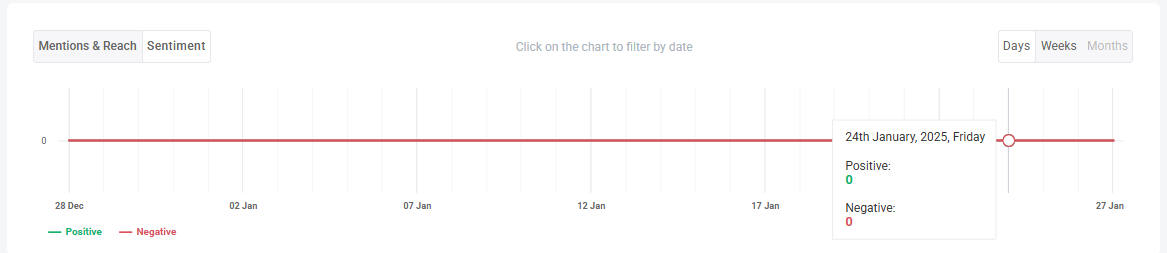 Mentions & Reach Sentiment
Click on the chart to filter by date
Days Weeks Months
0
24th January, 2025, Friday
Positive:
0
Negative:
0
28 Dec 02 Jan 07 Jan 12 Jan 17 Jan 27 Jan
Positive Negative